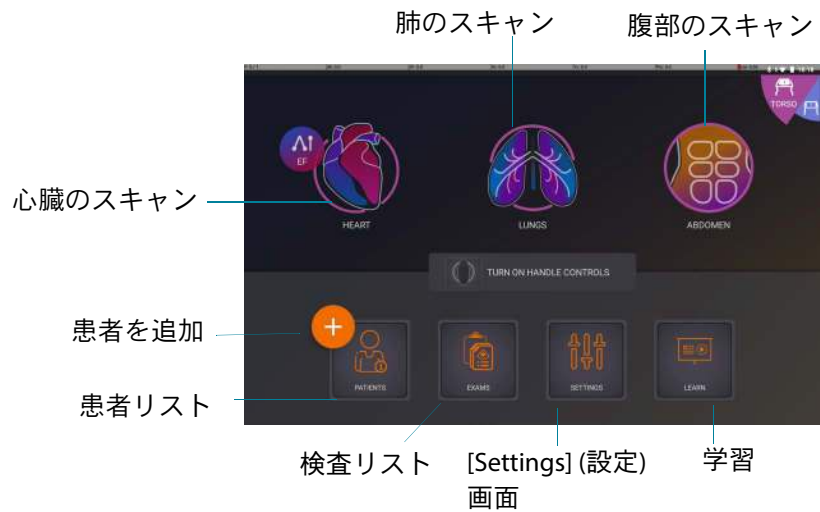 肺のスキャン
腹部のスキャン
TORSO
EF
心臓のスキャン
HEART
LUNGS
ABDOMEN
TURN ON HANDLE CONTROLS
患者を追加
患者リスト
PATIENTS
EXAMS
SETTINGS
LEARN
検査リスト
[Settings] (設定)
画面
学習